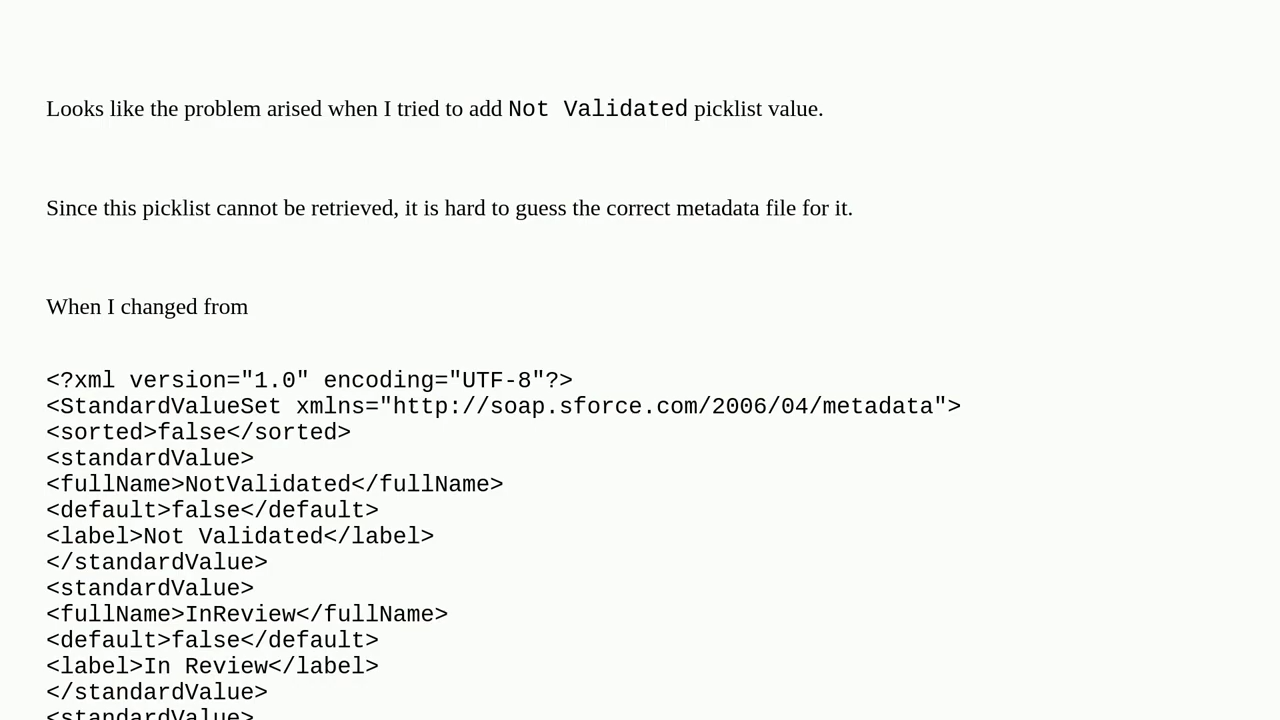 Looks like the problem arised when I tried to add Not Validated picklist value.
Since this picklist cannot be retrieved, it is hard to guess the correct metadata file for it.
When I changed from
<?xml version="1.0" encoding="UTF-8"?>
<StandardValueSet xmlns="http://soap.sforce.com/2006/04/metadata">
<sorted>false</sorted>
<standardValue>
<fullName>NotValidated</fullName>
<default>false</default>
<label>Not Validated</label>
</standardValue>
<standardValue>
<fullName>InReview</fullName>
<default>false</default>
<label>In Review</label>
</standardValue>
<standardValue>